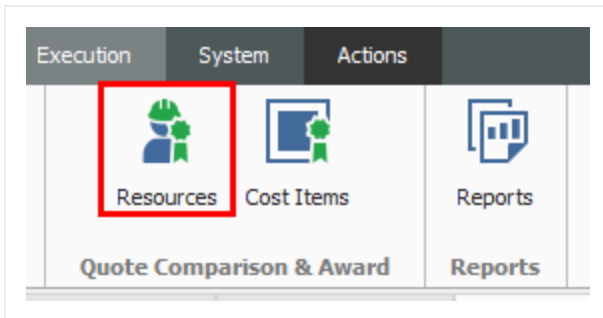 Execution System Actions
Resources Cost Items Reports
Quote Comparison & Award Reports